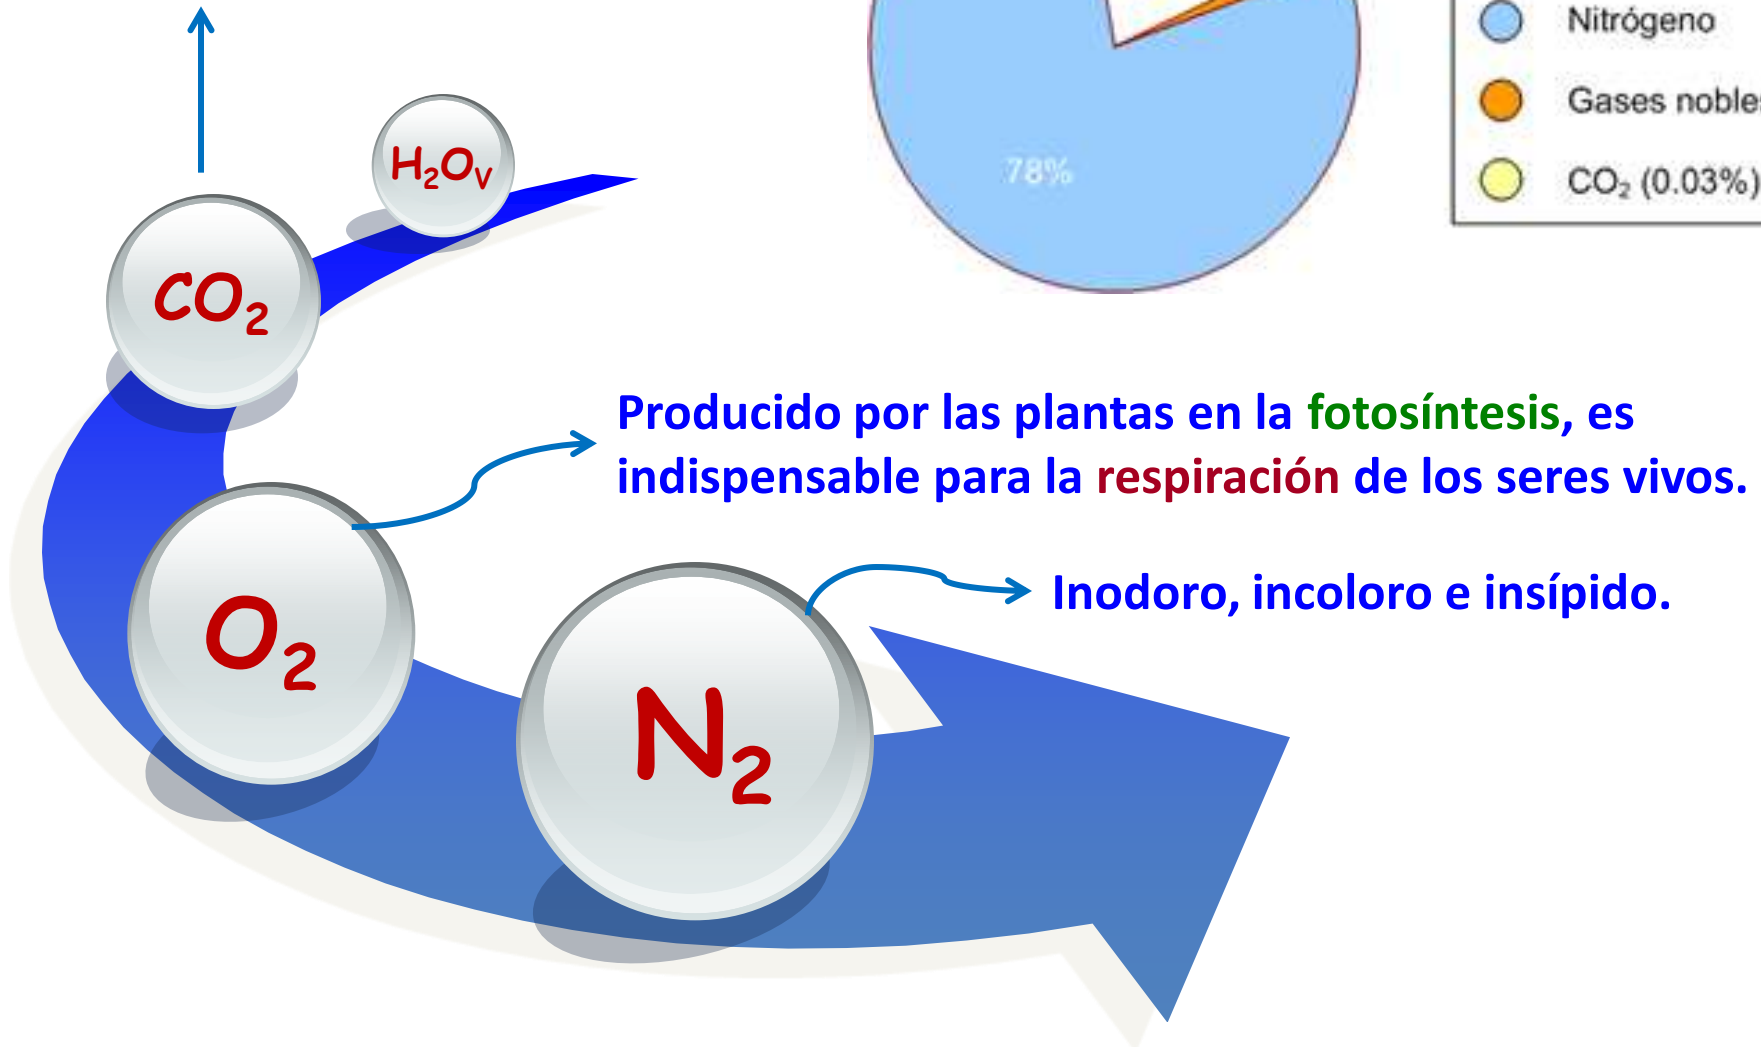 Nitrógeno
Gases nobles
78%
CO₂ (0.03%)
H₂Oᵥ
CO₂
Producido por las plantas en la fotosíntesis, es
indispensable para la respiración de los seres vivos.
Inodoro, incoloro e insípido.
O₂
N₂